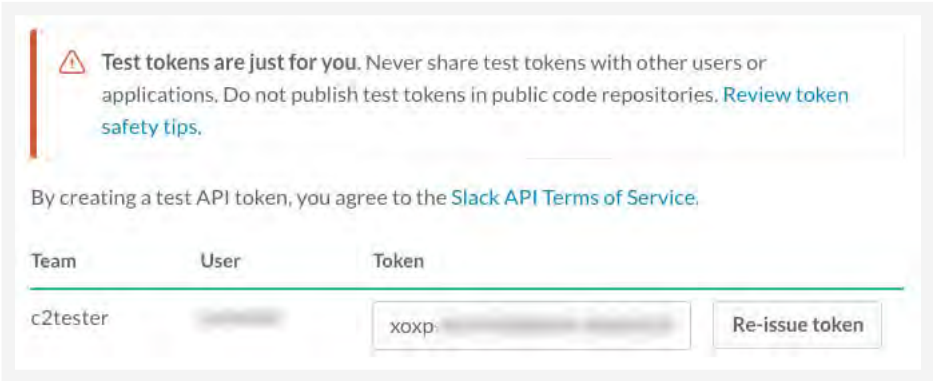 Test tokens are just for you. Never share test tokens with other users or
applications. Do not publish test tokens in public code repositories. Review token
safety tips.
By creating a test API token, you agree to the Slack API Terms of Service.
Team User Token
c2tester xoxp Re-issue token